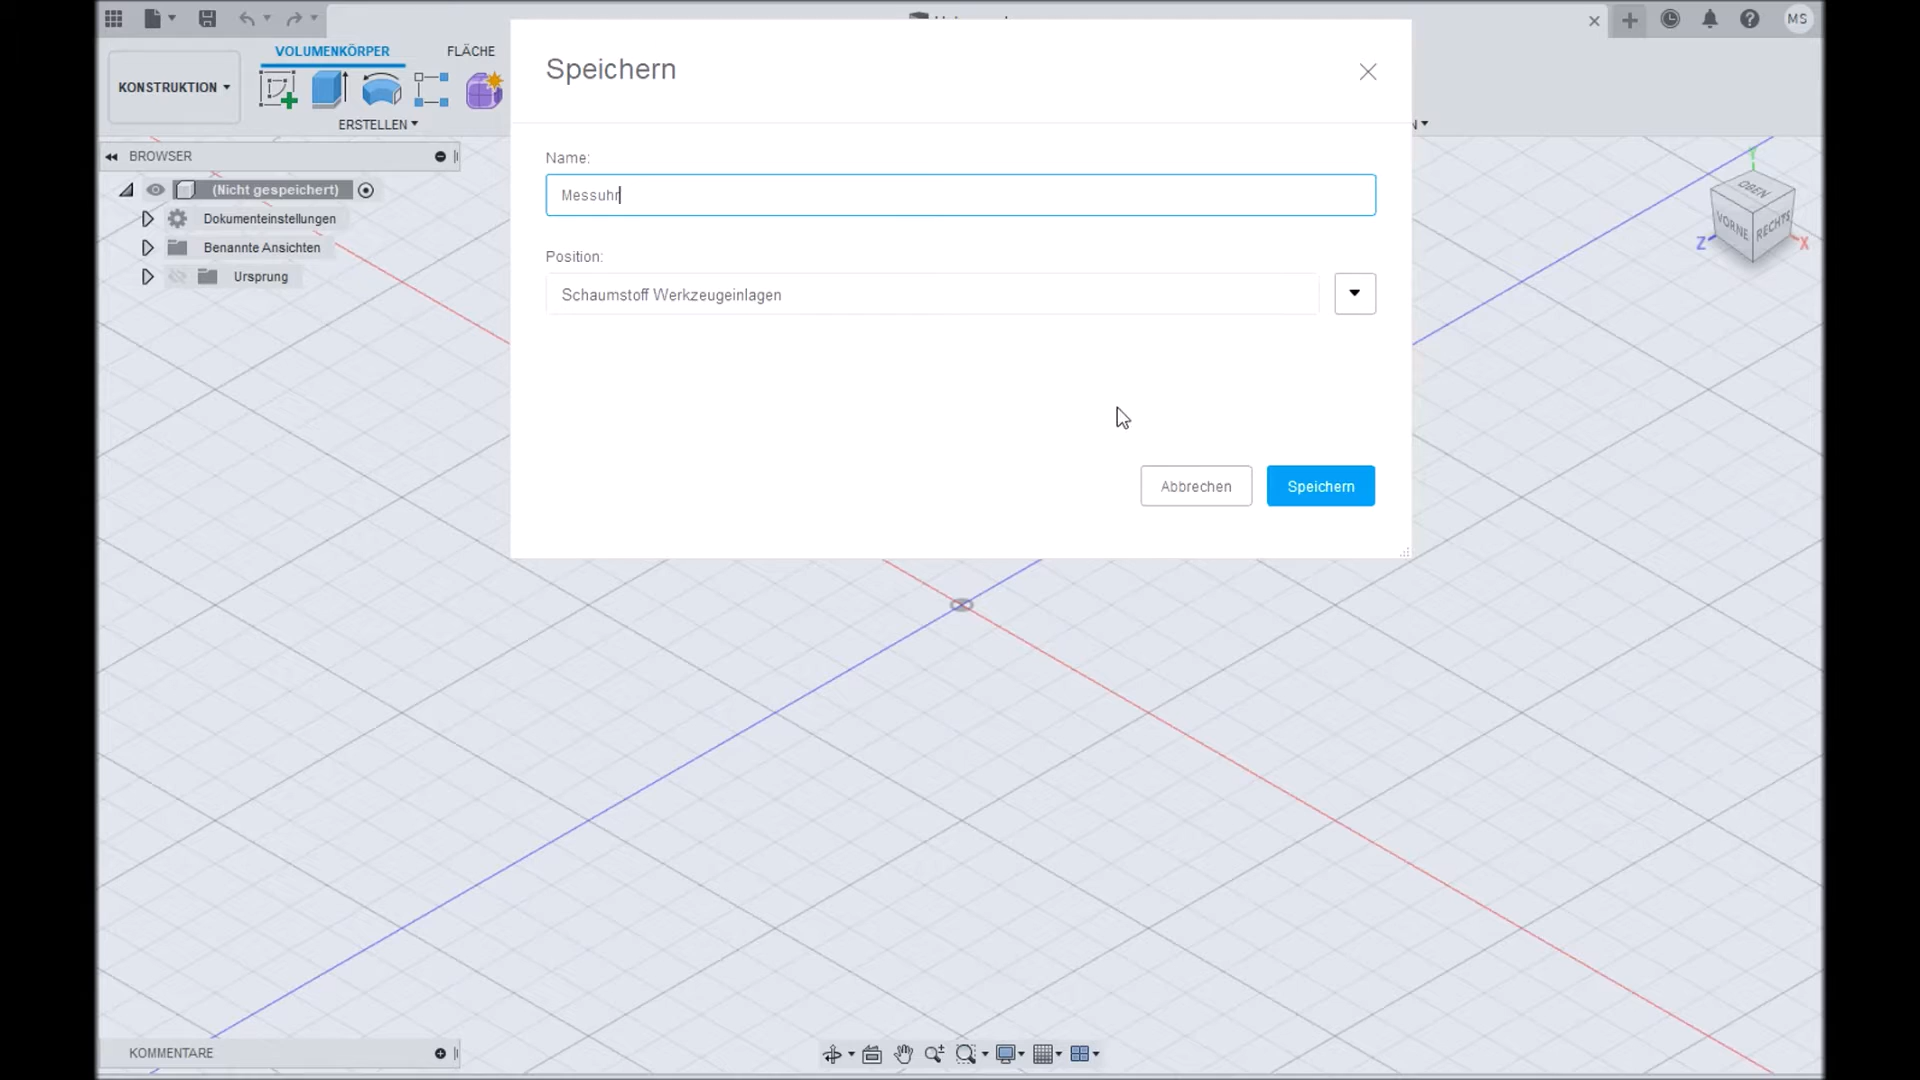 MS
VOLUMENKÖRPER
FLÄCHE
KONSTRUKTION
ERSTELLEN
Speichern
Name:
Messuhr
Position:
Schaumstoff Werkzeugeinlagen
Abbrechen
Speichern
BROWSER
(Nicht gespeichert)
Dokumenteinstellungen
Benannte Ansichten
Ursprung
Y
OBEN
VORNE
RECHTS
Z
X
KOMMENTARE